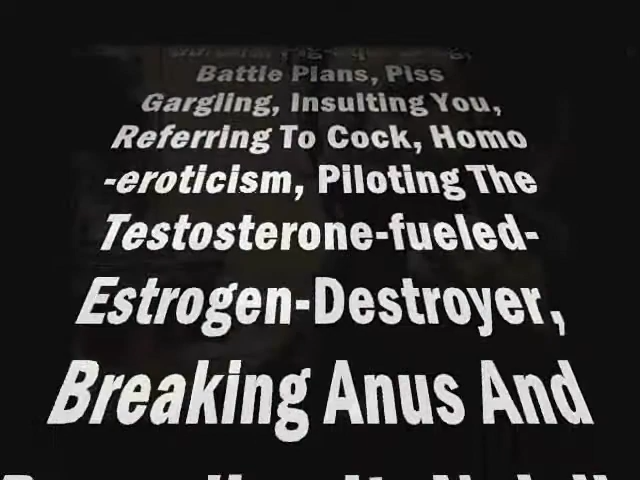 Battle Plans, Piss
Gargling, Insulting You,
Referring To Cock, Homo
-eroticism, Piloting The
Testosterone-fueled-
Estrogen-Destroyer,
Breaking Anus And